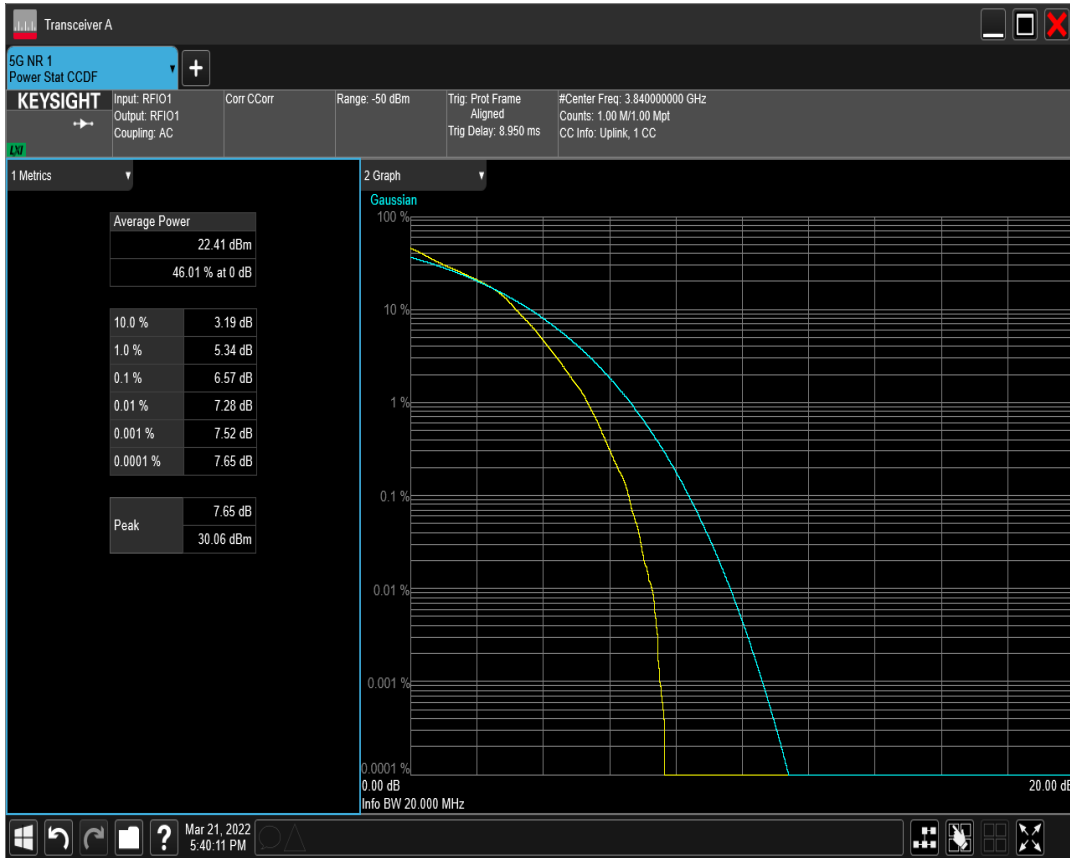 Transceiver A
5G NR 1
Power Stat CCDF
+
KEYSIGHT
LXI
Input: RFIO1
Output: RFIO1
Coupling: AC
Corr CCorr
Range: -50 dBm
Trig: Prot Frame
Aligned
Trig Delay: 8.950 ms
#Center Freq: 3.840000000 GHz
Counts: 1.00 M/1.00 Mpt
CC Info: Uplink, 1 CC
1 Metrics
Average Power
22.41 dBm
46.01 % at 0 dB
10.0 % 3.19 dB
1.0 % 5.34 dB
0.1 % 6.57 dB
0.01 % 7.28 dB
0.001 % 7.52 dB
0.0001 % 7.65 dB
Peak
7.65 dB
30.06 dBm
2 Graph
Gaussian
100 %
10 %
1 %
0.1 %
0.01 %
0.001 %
0.0001 %
0.00 dB 20.00 dB
Info BW 20.000 MHz
?
Mar 21, 2022
5:40:11 PM